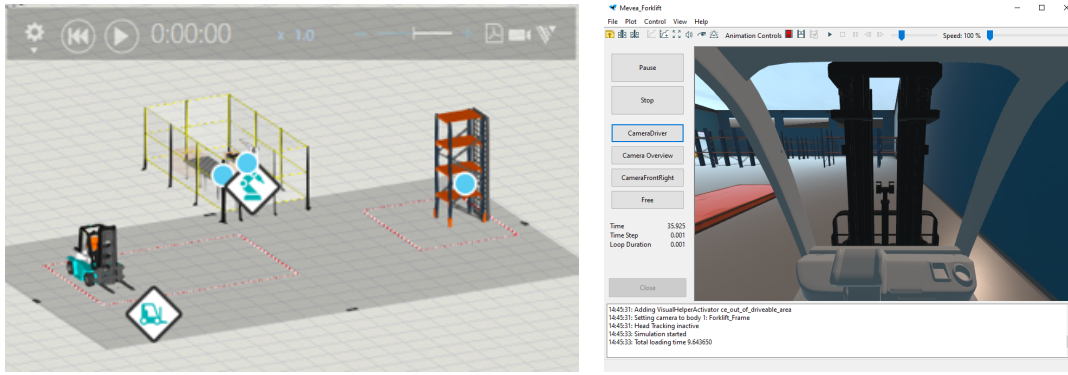 0:00:00
x 1.0
Mevea_Forklift
File Plot Control View Help
Animation Controls
Speed: 100 %
Pause
Stop
CameraDriver
Camera Overview
CameraFrontRight
Free
Time 35.925
Time Step 0.001
Loop Duration 0.001
Close
14:45:31: Adding VisualHelperActivator ce_out_of_driveable_area
14:45:31: Setting camera to body 1: Forklift_Frame
14:45:31: Head Tracking inactive
14:45:33: Simulation started
14:45:33: Total loading time 9.643650